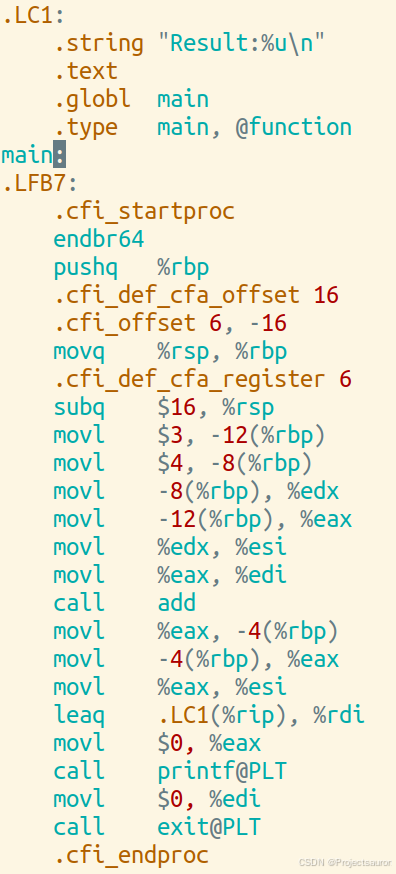 .LC1:
    .string "Result:%u\n"
    .text
    .globl  main
    .type   main, @function
main:
.LFB7:
    .cfi_startproc
    endbr64
    pushq   %rbp
    .cfi_def_cfa_offset 16
    .cfi_offset 6, -16
    movq    %rsp, %rbp
    .cfi_def_cfa_register 6
    subq    $16, %rsp
    movl    $3, -12(%rbp)
    movl    $4, -8(%rbp)
    movl    -8(%rbp), %edx
    movl    -12(%rbp), %eax
    movl    %edx, %esi
    movl    %eax, %edi
    call    add
    movl    %eax, -4(%rbp)
    movl    -4(%rbp), %eax
    movl    %eax, %esi
    leaq    .LC1(%rip), %rdi
    movl    $0, %eax
    call    printf@PLT
    movl    $0, %edi
    call    exit@PLT
    .cfi_endproc
CSDN @Projectsauror